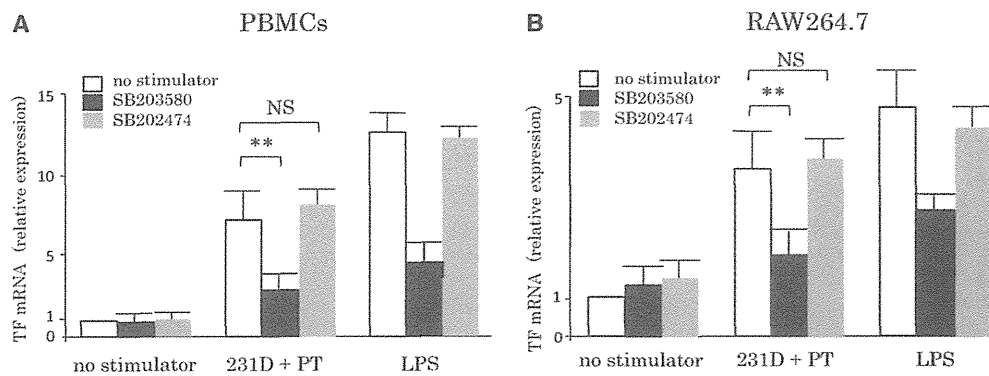 A
PBMCs
no stimulator
SB203580
SB202474
TF mRNA (relative expression)
15
10
5
1
0
**
NS
no stimulator
231D + PT
LPS
B
RAW264.7
no stimulator
SB203580
SB202474
TF mRNA (relative expression)
5
1
0
**
NS
no stimulator
231D + PT
LPS